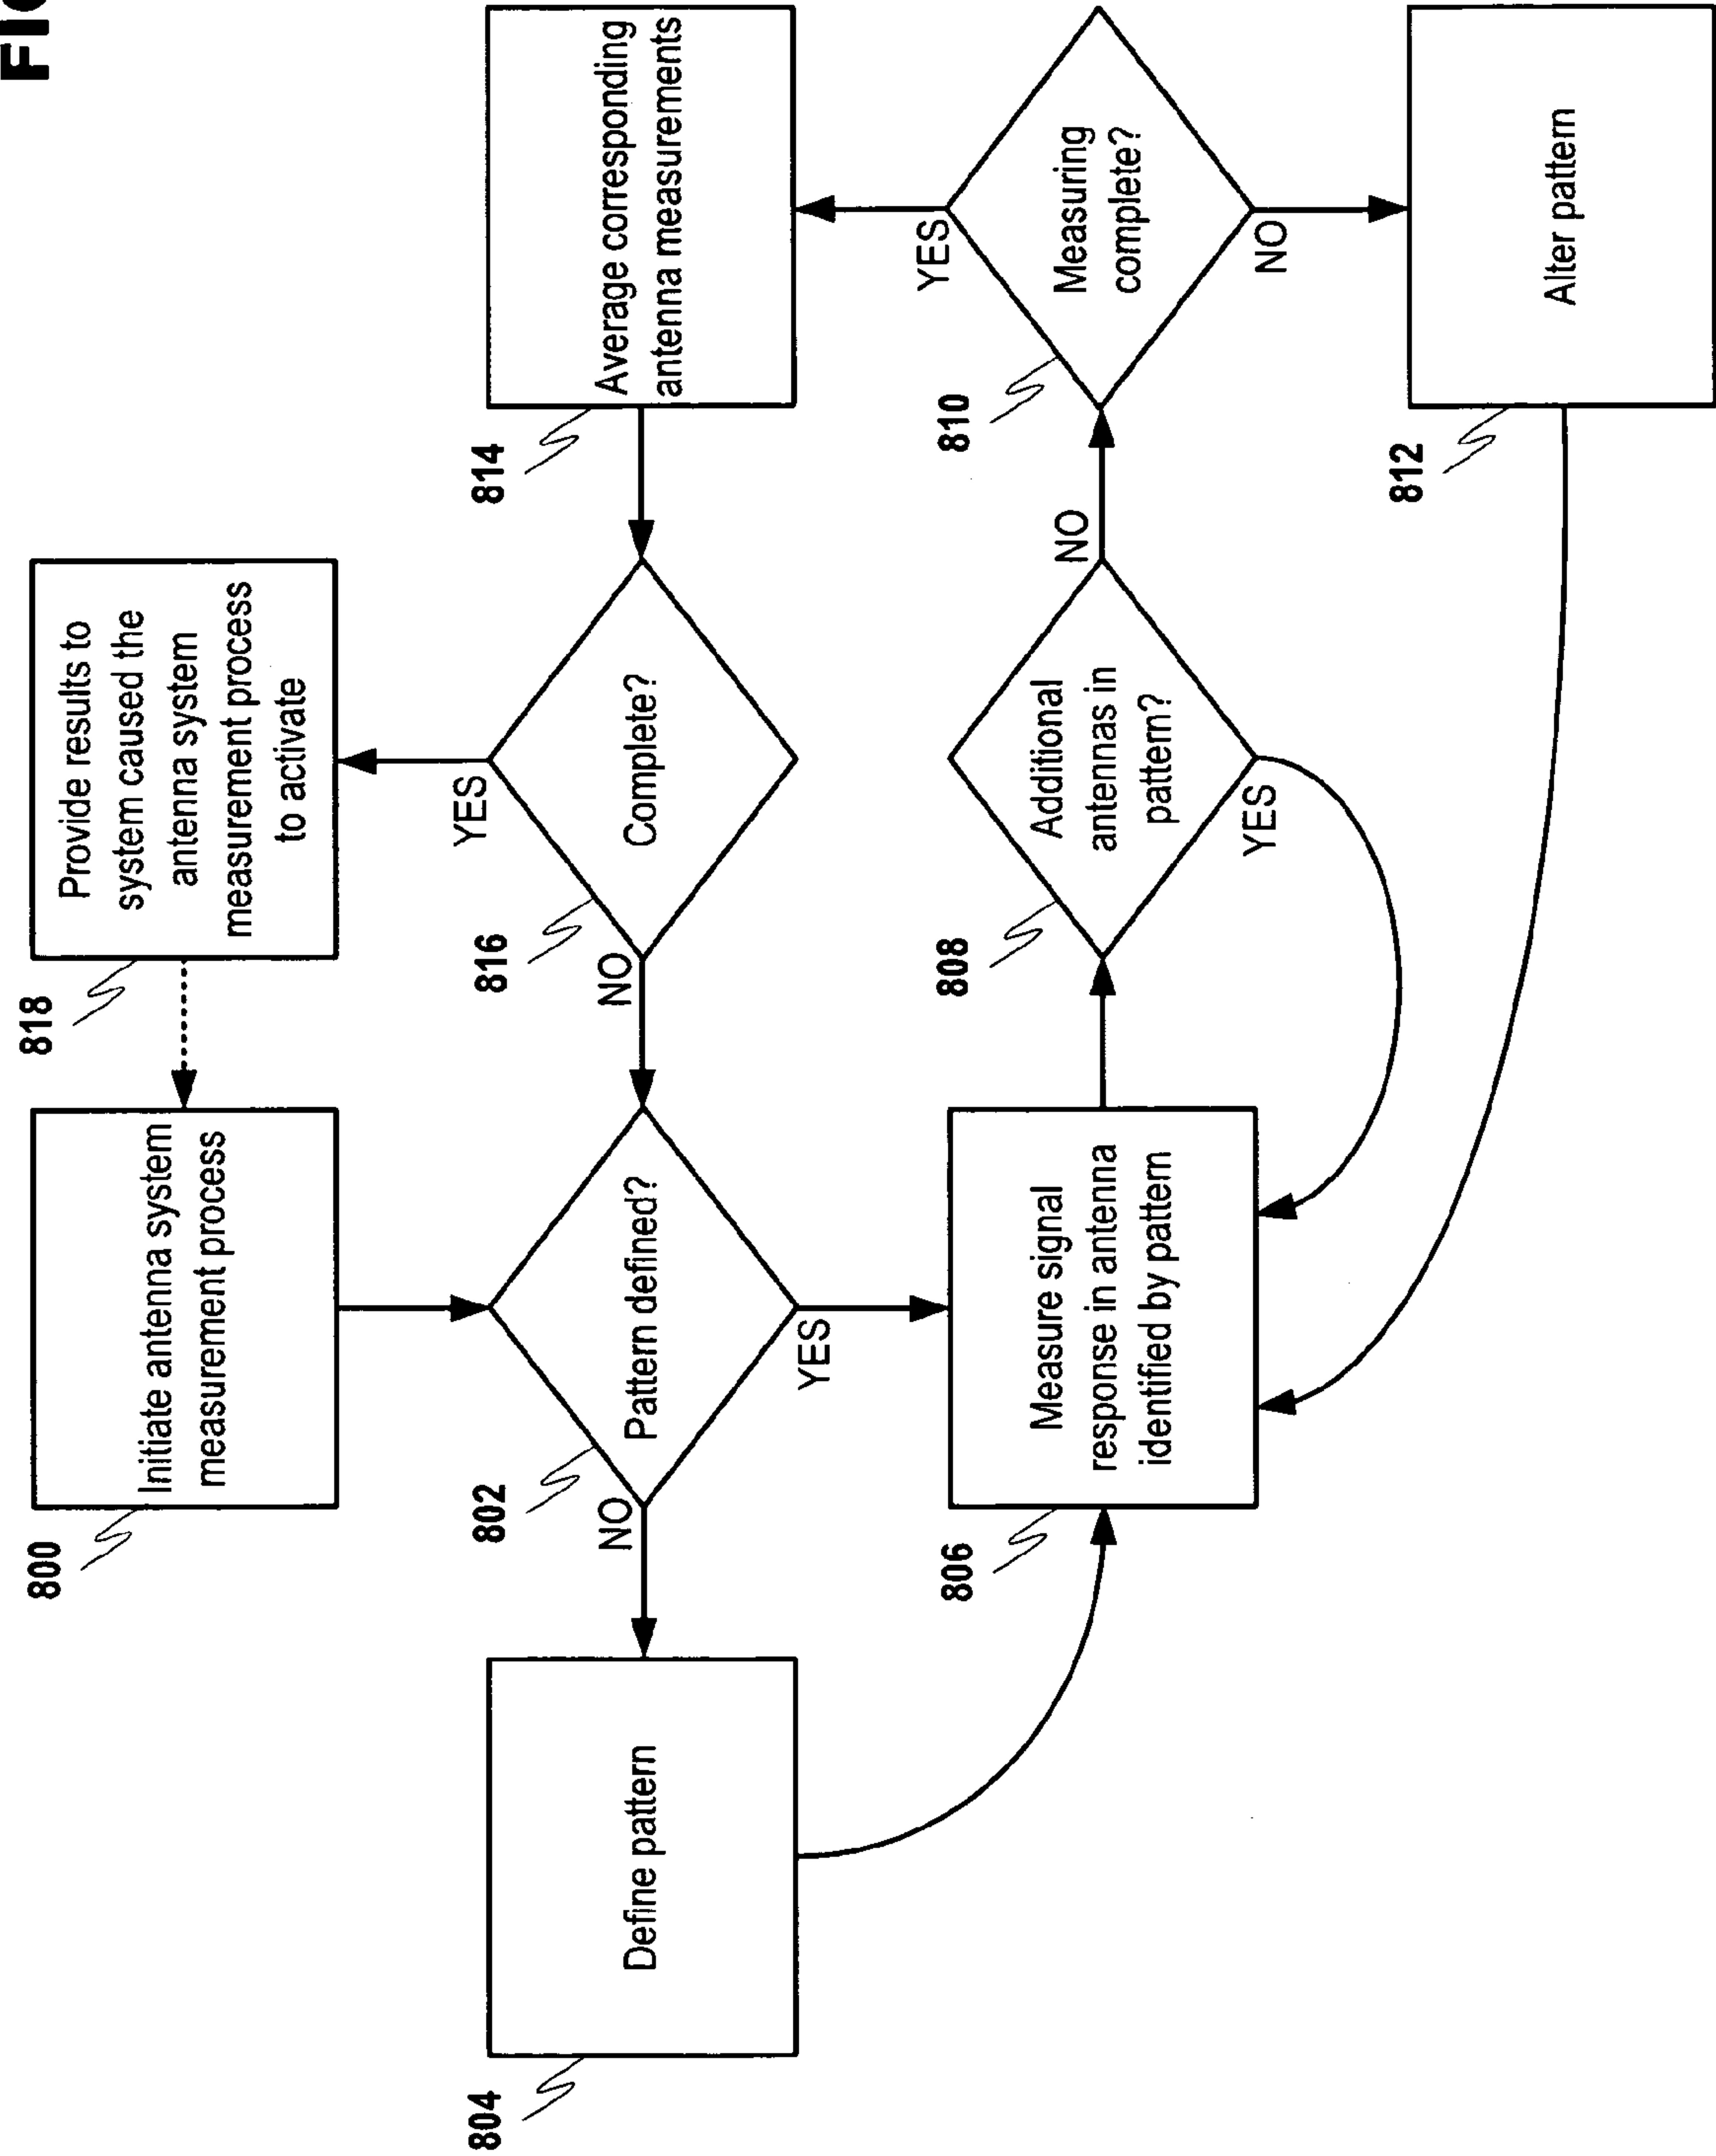 FIG
800
Initiate antenna system
measurement process
818
Provide results to
system caused the
antenna system
measurement process
to activate
804
Define pattern
802
Pattern defined?
NO
YES
816
Complete?
NO
YES
814
Average corresponding
antenna measurements
806
Measure signal
response in antenna
identified by pattern
808
Additional
antennas in
pattern?
NO
YES
810
Measuring
complete?
YES
NO
812
Alter pattern